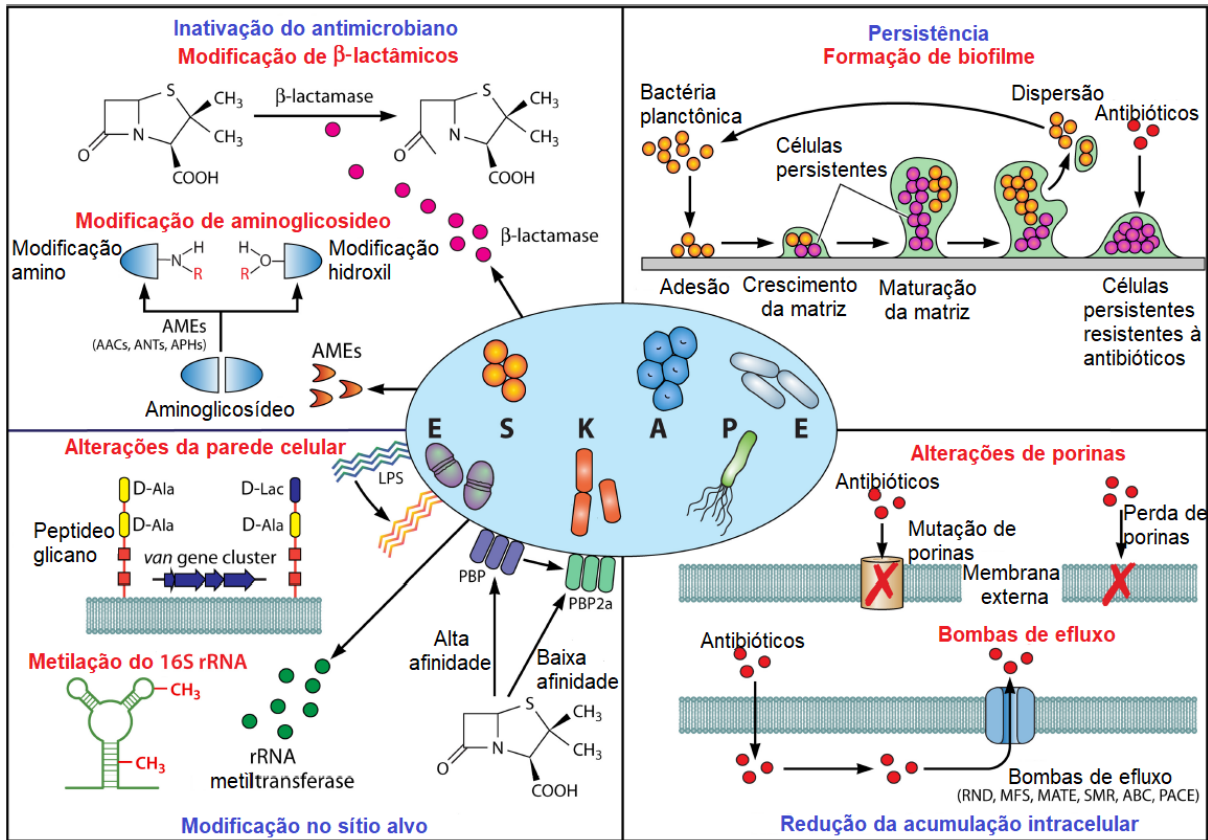 Inativação do antimicrobiano
Modificação de β-lactâmicos
S
CH3
CH3
N
O
COOH
β-lactamase
S
CH3
CH3
N
O
COOH
β-lactamase
Modificação de aminoglicosideo
Modificação
amino
H
N
R
H
O
R
Modificação
hidroxil
AMEs
(AACs, ANTs, APHs)
AMEs
Aminoglicosídeo
Persistência
Formação de biofilme
Bactéria
planctônica
Dispersão
Antibióticos
Células
persistentes
Adesão
Crescimento
da matriz
Maturação
da matriz
Células
persistentes
resistentes à
antibióticos
E S K A P E
Alterações da parede celular
D-Ala
D-Lac
D-Ala
D-Ala
Peptideo
glicano
van gene cluster
LPS
PBP
PBP2a
Alta
afinidade
Baixa
afinidade
S
CH3
CH3
N
O
COOH
Metilação do 16S rRNA
CH3
CH3
rRNA
metiltransferase
Modificação no sítio alvo
Alterações de porinas
Antibióticos
Mutação de
porinas
Perda de
porinas
Membrana
externa
Antibióticos
Bombas de efluxo
Bombas de efluxo
(RND, MFS, MATE, SMR, ABC, PACE)
Redução da acumulação intracelular